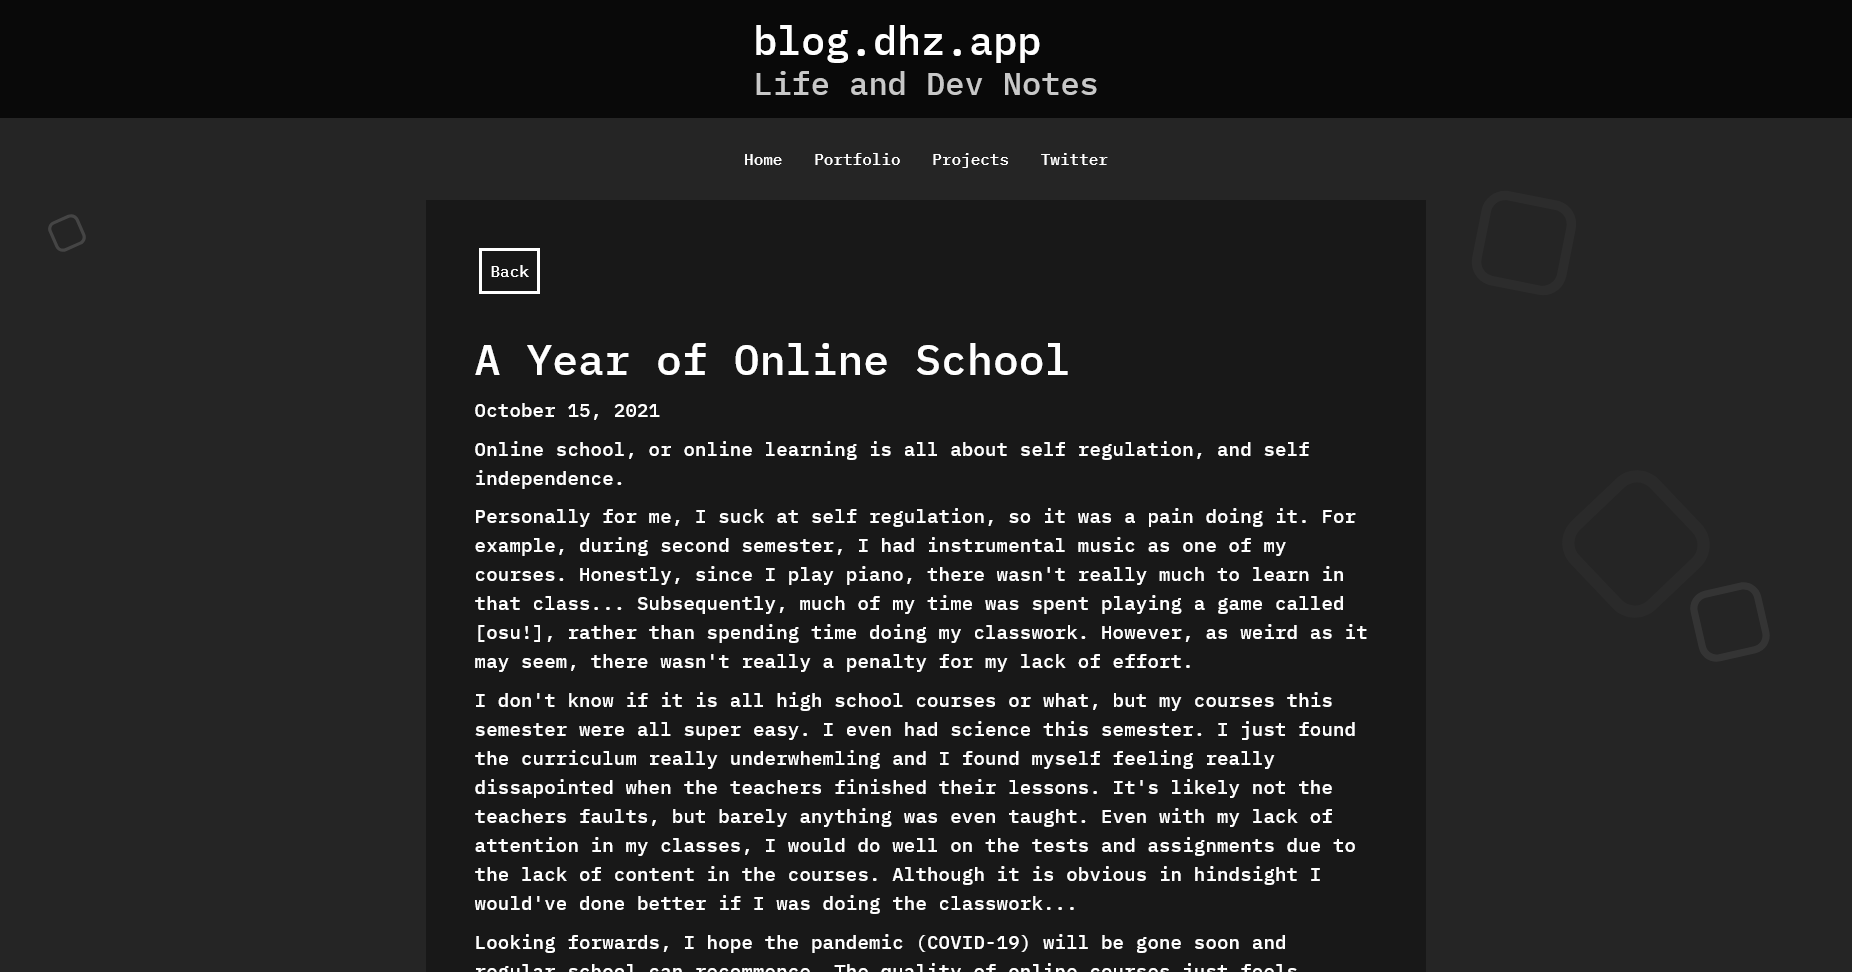 blog.dhz.app
Life and Dev Notes
Home Portfolio Projects Twitter
Back
A Year of Online School
October 15, 2021
Online school, or online learning is all about self regulation, and self
independence.
Personally for me, I suck at self regulation, so it was a pain doing it. For
example, during second semester, I had instrumental music as one of my
courses. Honestly, since I play piano, there wasn't really much to learn in
that class... Subsequently, much of my time was spent playing a game called
[osu!], rather than spending time doing my classwork. However, as weird as it
may seem, there wasn't really a penalty for my lack of effort.
I don't know if it is all high school courses or what, but my courses this
semester were all super easy. I even had science this semester. I just found
the curriculum really underwhemling and I found myself feeling really
dissapointed when the teachers finished their lessons. It's likely not the
teachers faults, but barely anything was even taught. Even with my lack of
attention in my classes, I would do well on the tests and assignments due to
the lack of content in the courses. Although it is obvious in hindsight I
would've done better if I was doing the classwork...
Looking forwards, I hope the pandemic (COVID-19) will be gone soon and
regular school can recommence. The quality of online courses just feels